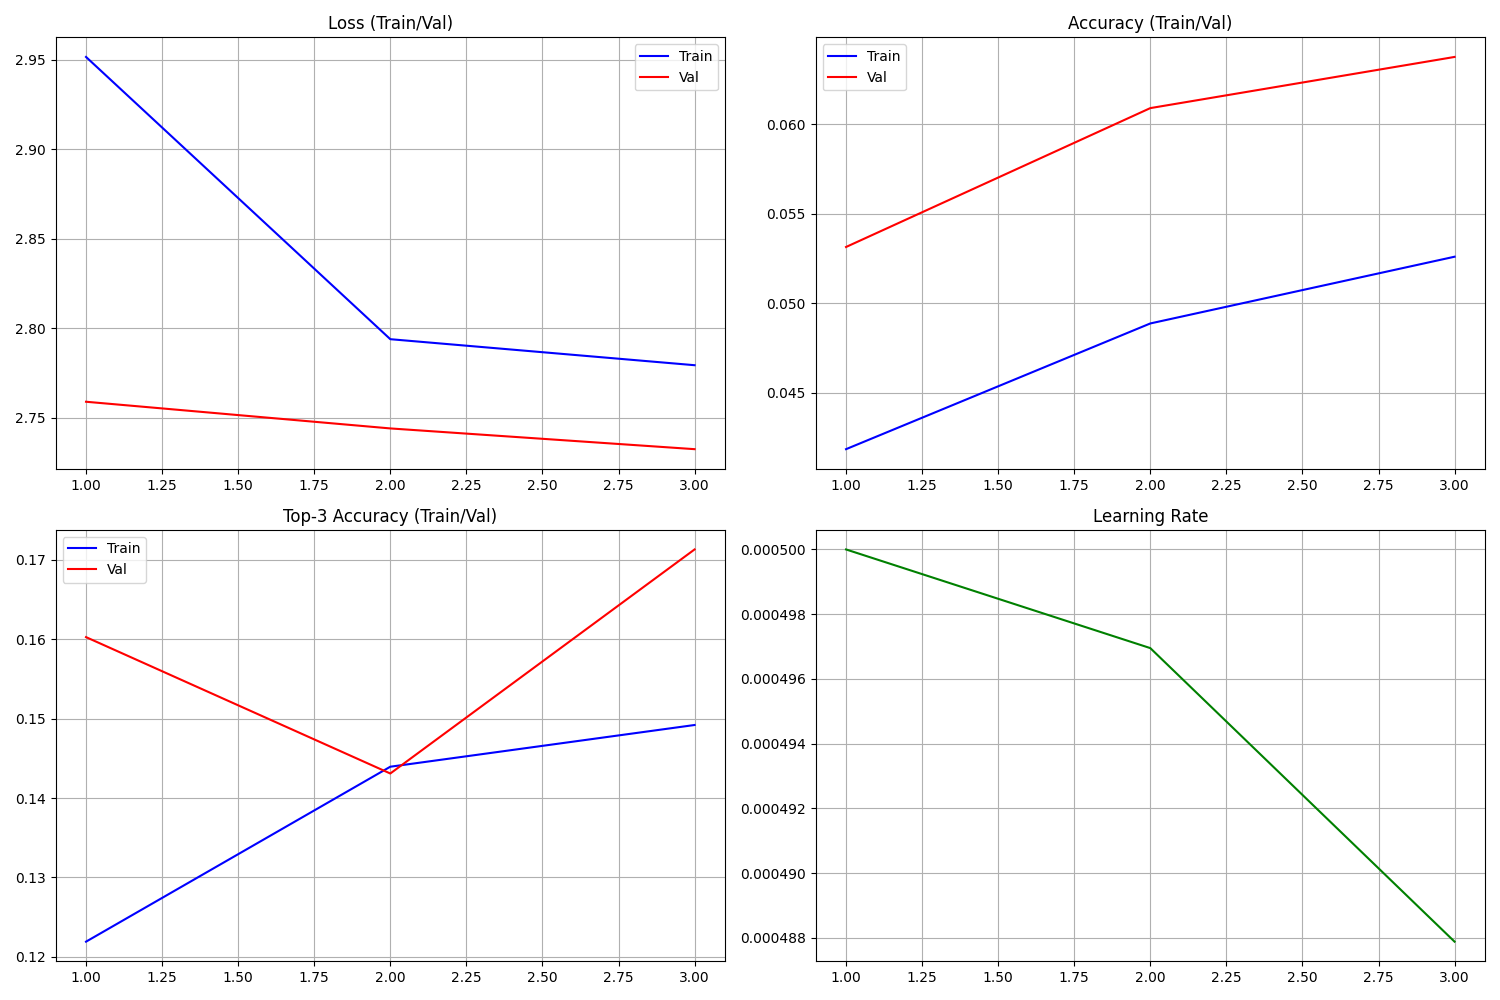 Loss (Train/Val)
Train
Val
2.95
2.90
2.85
2.80
2.75
1.00 1.25 1.50 1.75 2.00 2.25 2.50 2.75 3.00
Accuracy (Train/Val)
Train
Val
0.060
0.055
0.050
0.045
1.00 1.25 1.50 1.75 2.00 2.25 2.50 2.75 3.00
Top-3 Accuracy (Train/Val)
Train
Val
0.17
0.16
0.15
0.14
0.13
0.12
1.00 1.25 1.50 1.75 2.00 2.25 2.50 2.75 3.00
Learning Rate
0.000500
0.000498
0.000496
0.000494
0.000492
0.000490
0.000488
1.00 1.25 1.50 1.75 2.00 2.25 2.50 2.75 3.00